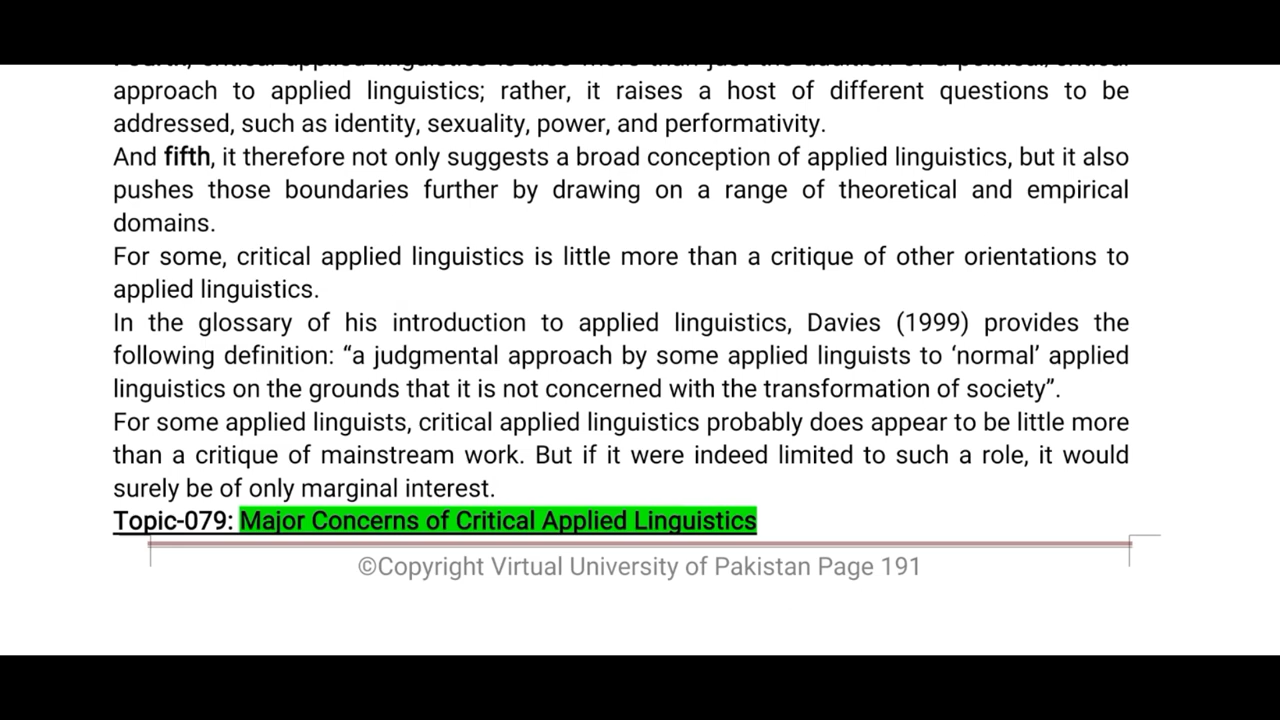 approach to applied linguistics; rather, it raises a host of different questions to be
addressed, such as identity, sexuality, power, and performativity.
And fifth, it therefore not only suggests a broad conception of applied linguistics, but it also
pushes those boundaries further by drawing on a range of theoretical and empirical
domains.
For some, critical applied linguistics is little more than a critique of other orientations to
applied linguistics.
In the glossary of his introduction to applied linguistics, Davies (1999) provides the
following definition: “a judgmental approach by some applied linguists to ‘normal’ applied
linguistics on the grounds that it is not concerned with the transformation of society”.
For some applied linguists, critical applied linguistics probably does appear to be little more
than a critique of mainstream work. But if it were indeed limited to such a role, it would
surely be of only marginal interest.
Topic-079: Major Concerns of Critical Applied Linguistics
©Copyright Virtual University of Pakistan Page 191